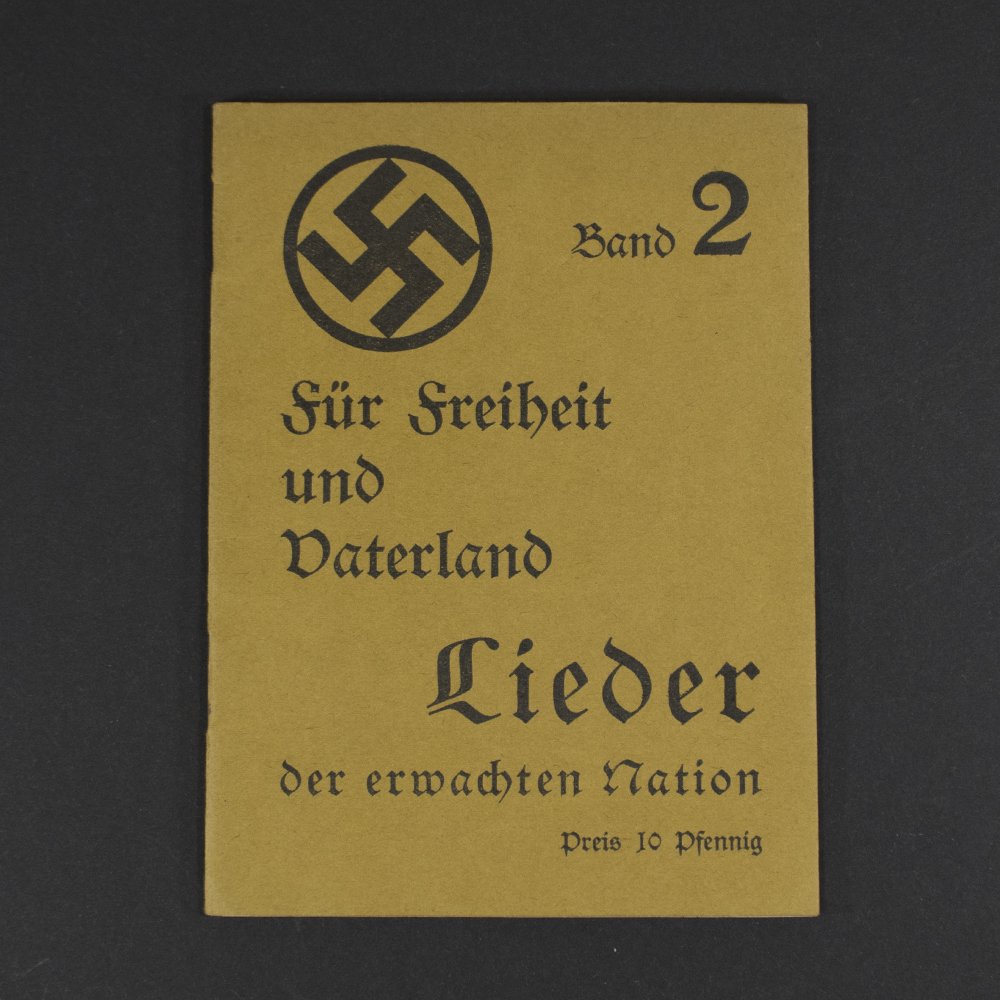 Band 2
Für Freiheit
und
Vaterland
Lieder
der erwachten Nation
Preis 10 Pfennig